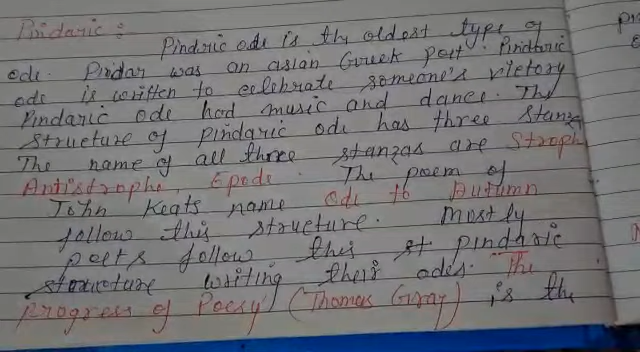 Pindaric :-
Pindric ode is the oldest type of
ode. Pindar was an asian Greek poet. Pindaric
ode is written to celebrate someone's victory
Pindaric ode had music and dance. The
structure of pindaric ode has three stanza
The name of all three stanzas are Stroph
Antistrophe, Epode. The poem of
John Keats name ode to Autumn
follow this structure. Mostly
poets follow this st. pindaric
structure writing their odes. The
progress of Poesy (Thomas Gray) is the